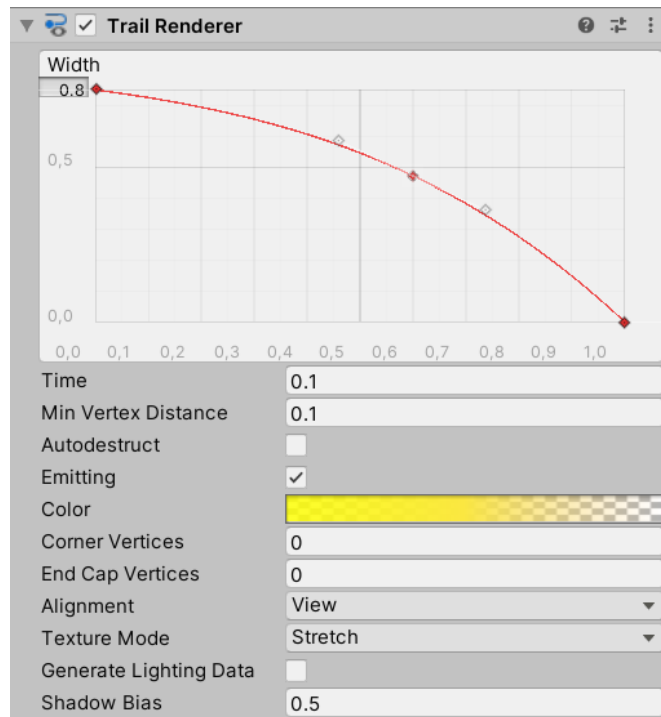 Trail Renderer
Width
0.8
0,5
0,0
0,0 0,1 0,2 0,3 0,4 0,5 0,6 0,7 0,8 0,9 1,0
Time 0.1
Min Vertex Distance 0.1
Autodestruct
Emitting
Color
Corner Vertices 0
End Cap Vertices 0
Alignment View
Texture Mode Stretch
Generate Lighting Data
Shadow Bias 0.5